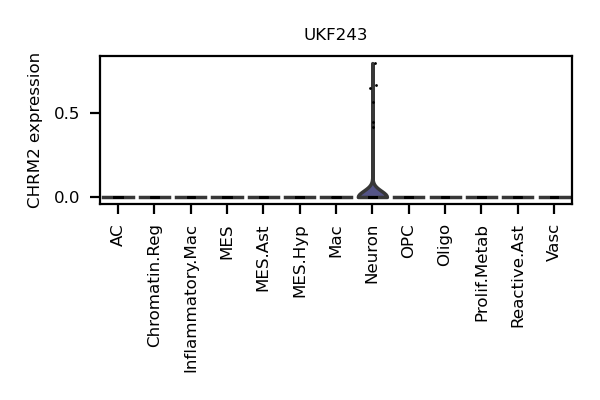 UKF243
CHRM2 expression
0.5
0.0
AC
Chromatin.Reg
Inflammatory.Mac
MES
MES.Ast
MES.Hyp
Mac
Neuron
OPC
Oligo
Prolif.Metab
Reactive.Ast
Vasc